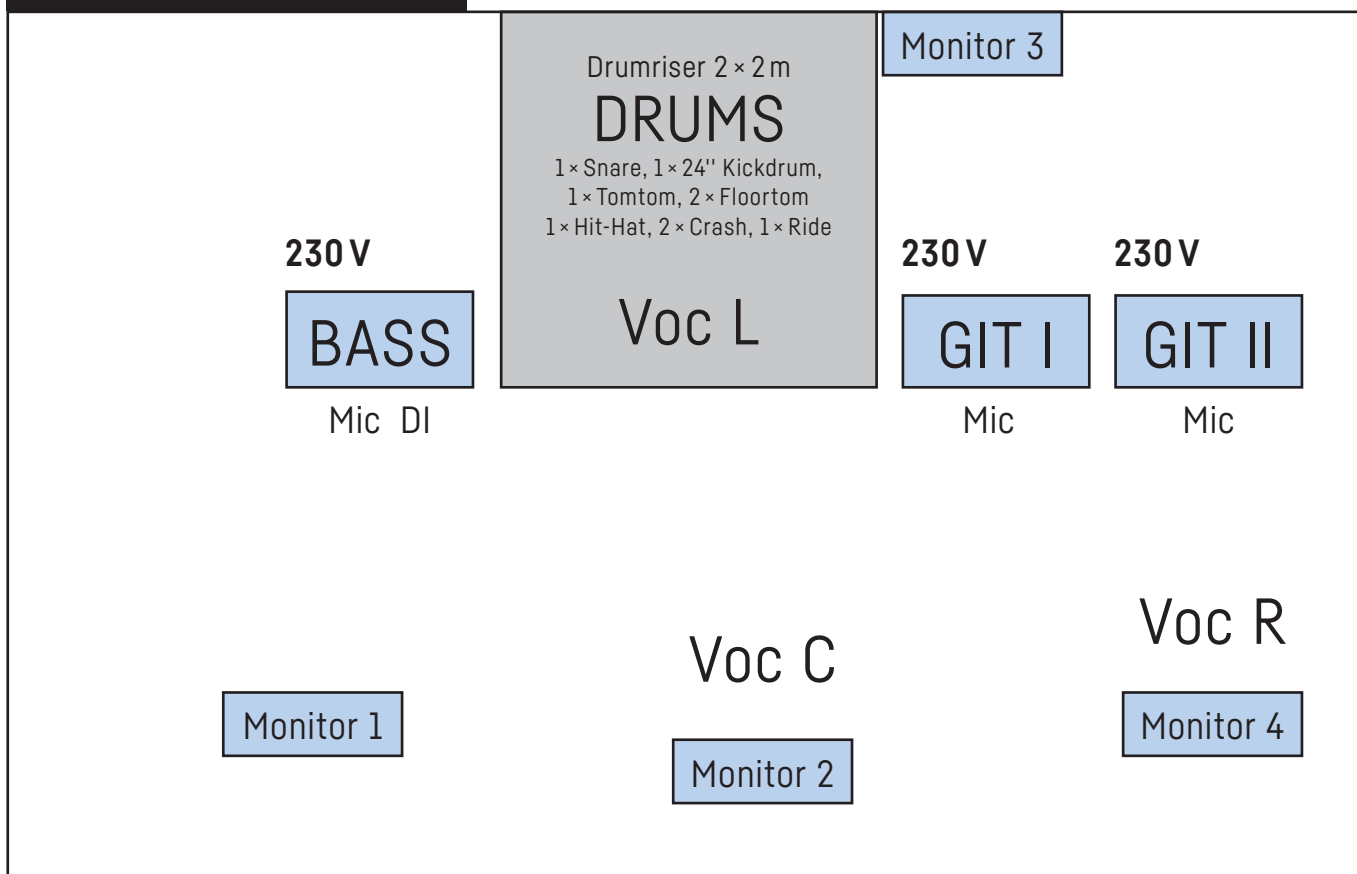 Monitor 3
Drumriser 2 × 2 m
DRUMS
1 × Snare, 1 × 24'' Kickdrum,
1 × Tomtom, 2 × Floortom
1 × Hit-Hat, 2 × Crash, 1 × Ride
230 V
230 V
230 V
BASS
Voc L
GIT I
GIT II
Mic DI
Mic
Mic
Voc R
Voc C
Monitor 1
Monitor 4
Monitor 2